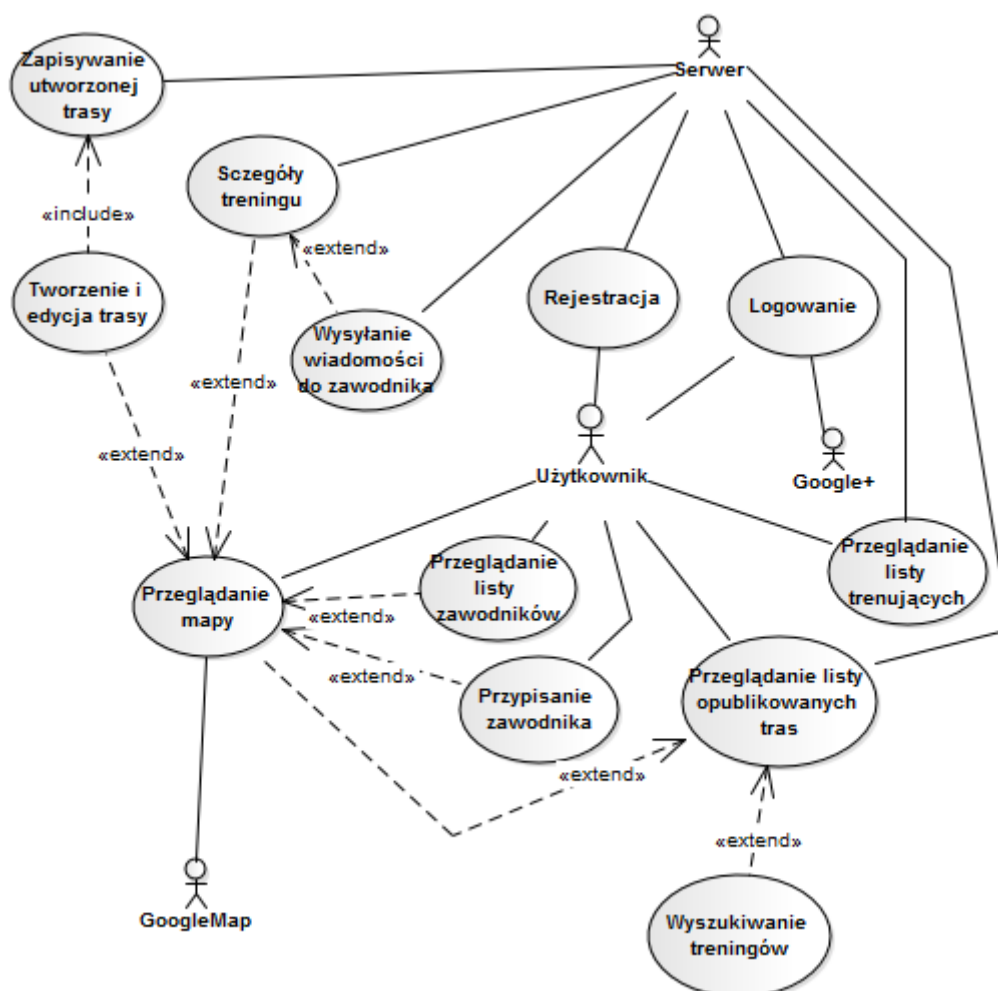 Serwer
Zapisywanie
utworzonej
trasy
Sczegóły
treningu
«include»
«extend»
Tworzenie i
edycja trasy
Rejestracja
Logowanie
Wysyłanie
wiadomości
do zawodnika
«extend»
«extend»
Użytkownik
Google+
Przeglądanie
mapy
Przeglądanie
listy
zawodników
Przeglądanie
listy
trenujących
«extend»
«extend»
Przypisanie
zawodnika
Przeglądanie listy
opublikowanych
tras
«extend»
«extend»
GoogleMap
Wyszukiwanie
treningów